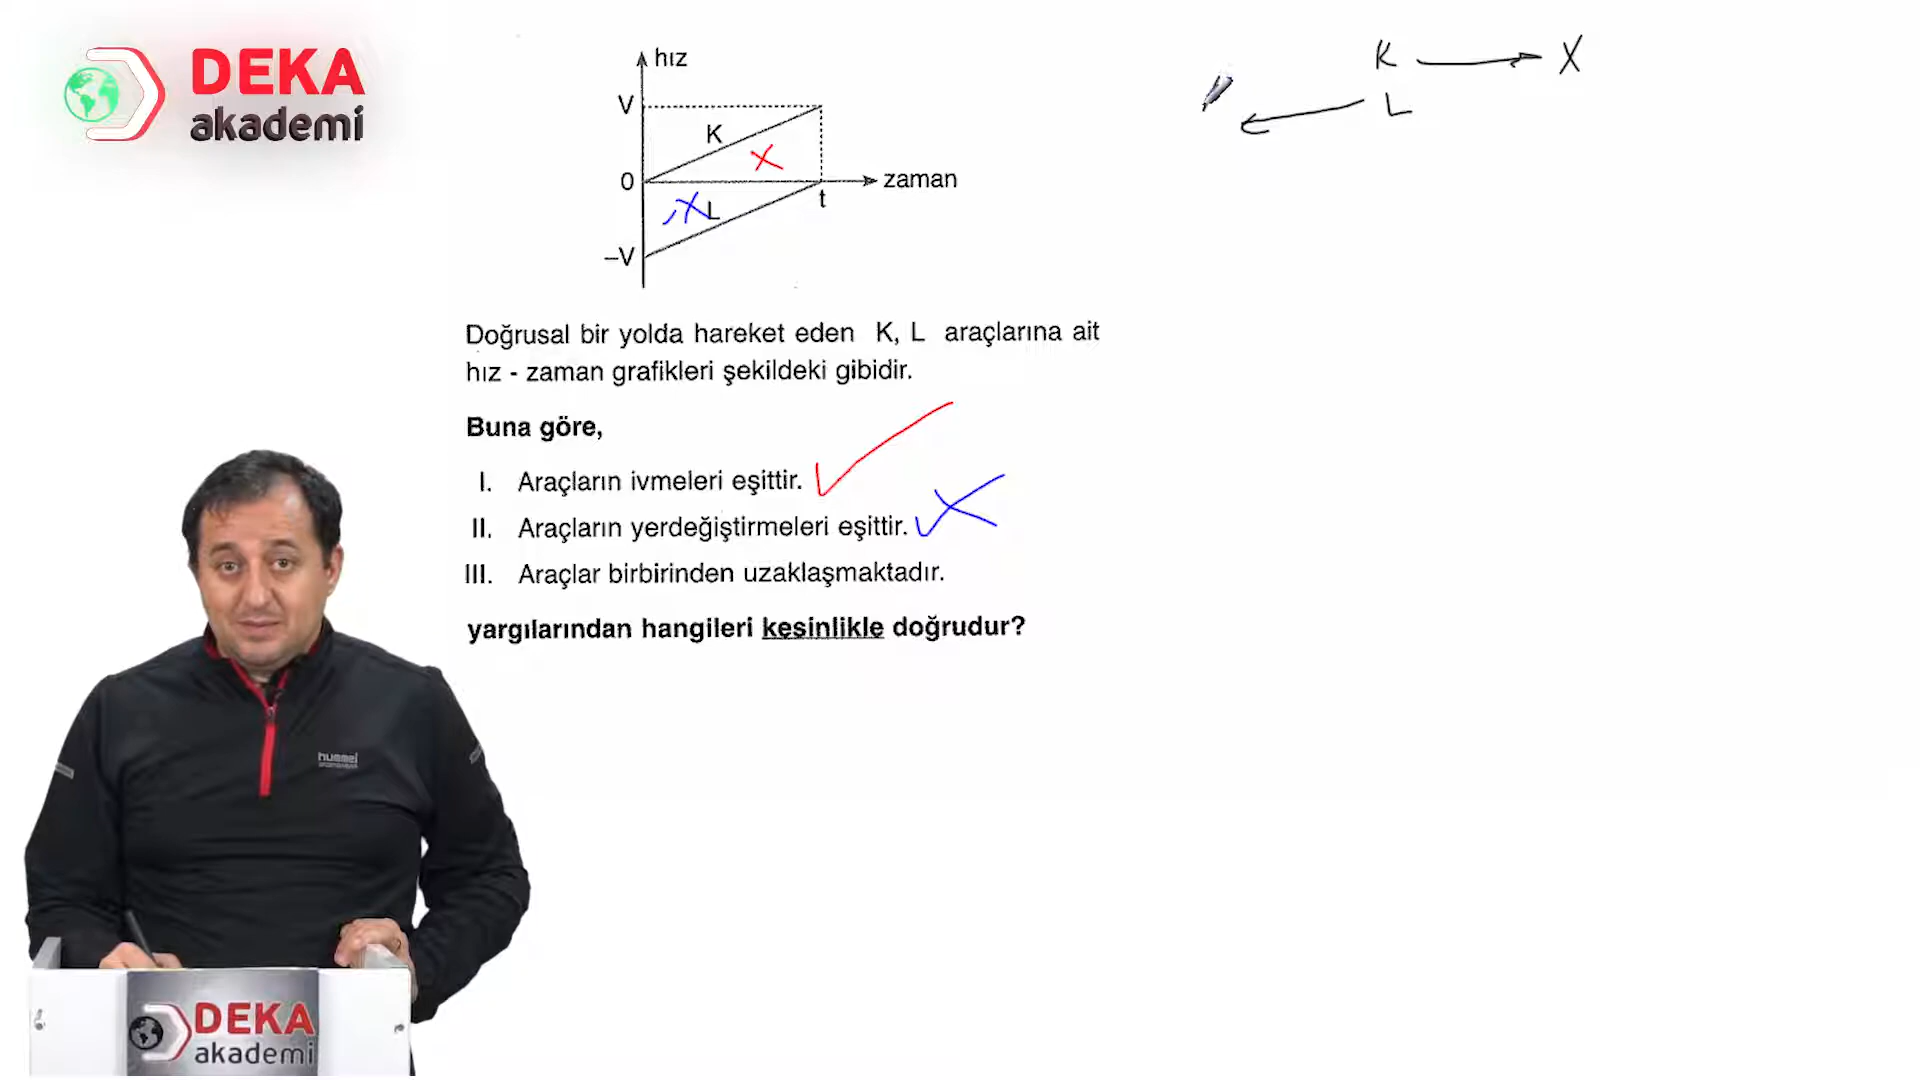 DEKA
akademi
hız
V
K
X
0
zaman
t
-X
L
–V
K → X
L
Doğrusal bir yolda hareket eden K, L araçlarına ait
hız - zaman grafikleri şekildeki gibidir.
Buna göre,
I. Araçların ivmeleri eşittir.
II. Araçların yerdeğiştirmeleri eşittir.
III. Araçlar birbirinden uzaklaşmaktadır.
yargılarından hangileri kesinlikle doğrudur?
hummel
DEKA
akademi